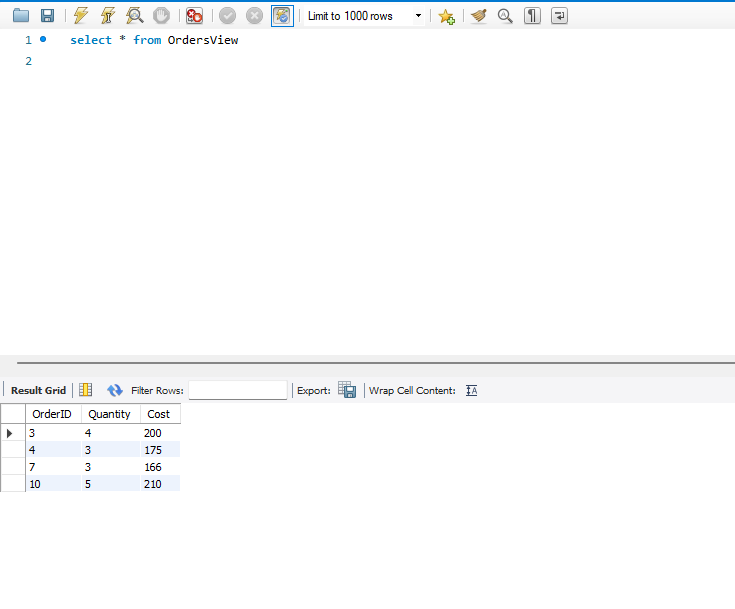 Limit to 1000 rows
1 select * from OrdersView
2
Result Grid Filter Rows: Export: Wrap Cell Content:
OrderID Quantity Cost
3 4 200
4 3 175
7 3 166
10 5 210